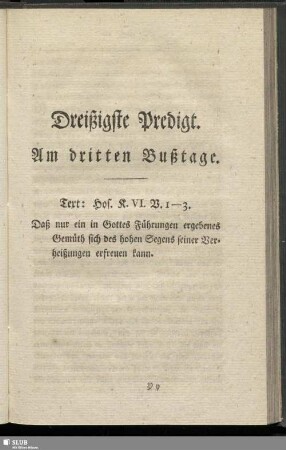 Dreißigste Predigt.
Am dritten Bußtage.
Text: Hos. K. VI. V. 1—3.
Daß nur ein in Gottes Führungen ergebenes
Gemüth sich des hohen Segens seiner Ver-
heißungen erfreuen kann.
SLUB